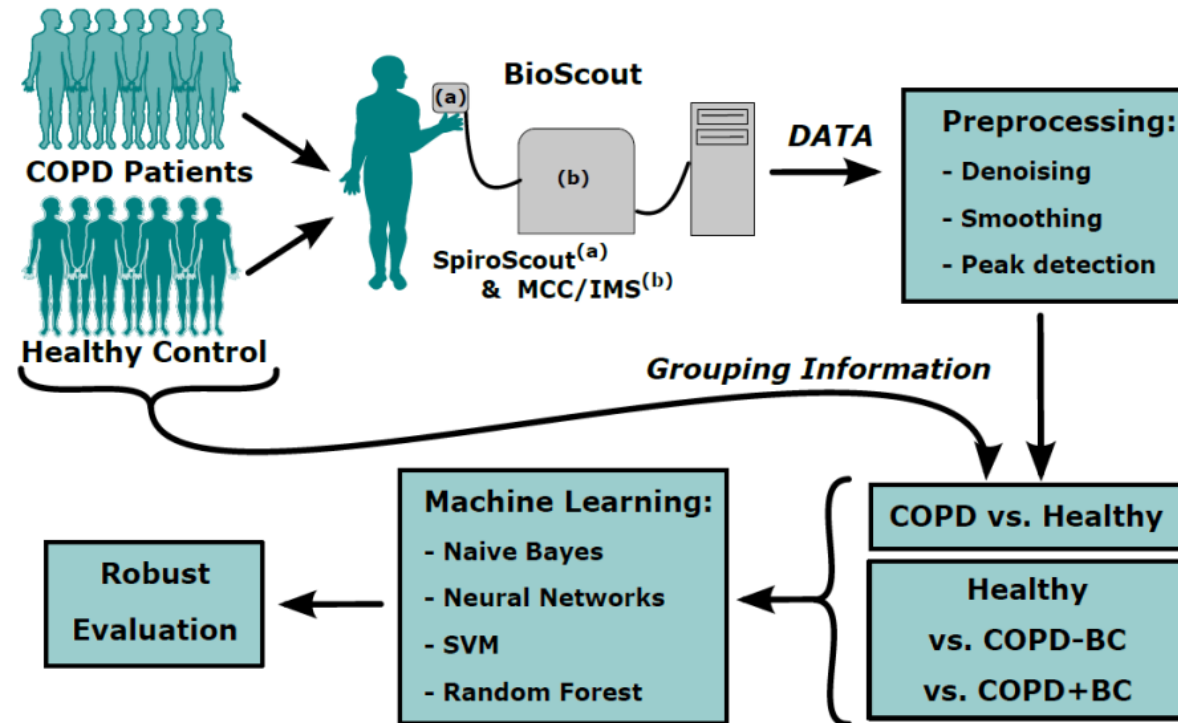 COPD Patients
Healthy Control
BioScout
(a)
(b)
SpiroScout(a)
& MCC/IMS(b)
DATA
Preprocessing:
- Denoising
- Smoothing
- Peak detection
Grouping Information
COPD vs. Healthy
Healthy
vs. COPD-BC
vs. COPD+BC
Machine Learning:
- Naive Bayes
- Neural Networks
- SVM
- Random Forest
Robust
Evaluation